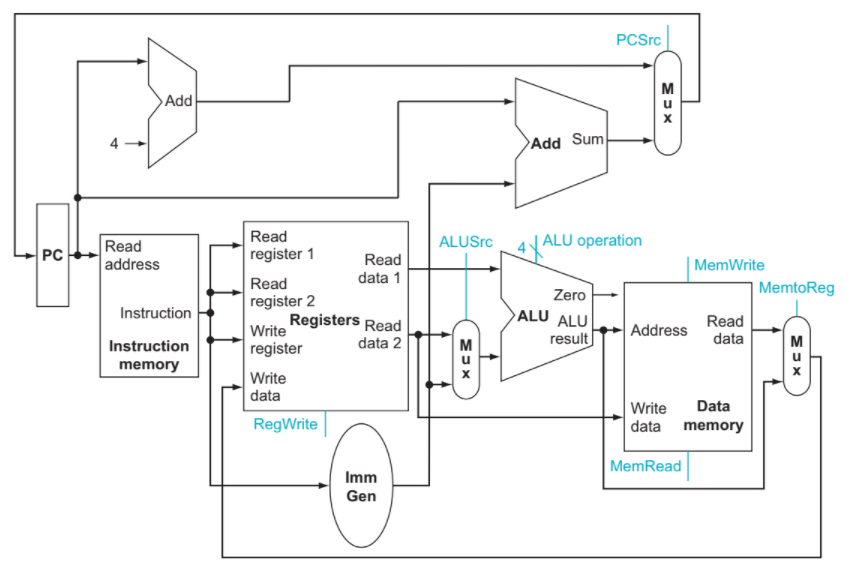 PCSrc
M
u
x
Add
4
Add Sum
PC
Read
address
Instruction
Instruction
memory
Read
register 1
Read
register 2
Write
register
Write
data
Registers
Read
data 1
Read
data 2
RegWrite
Imm
Gen
ALUSrc
M
u
x
4
ALU operation
Zero
ALU
ALU
result
MemWrite
Address
Read
data
Write
data
Data
memory
MemRead
MemtoReg
M
u
x